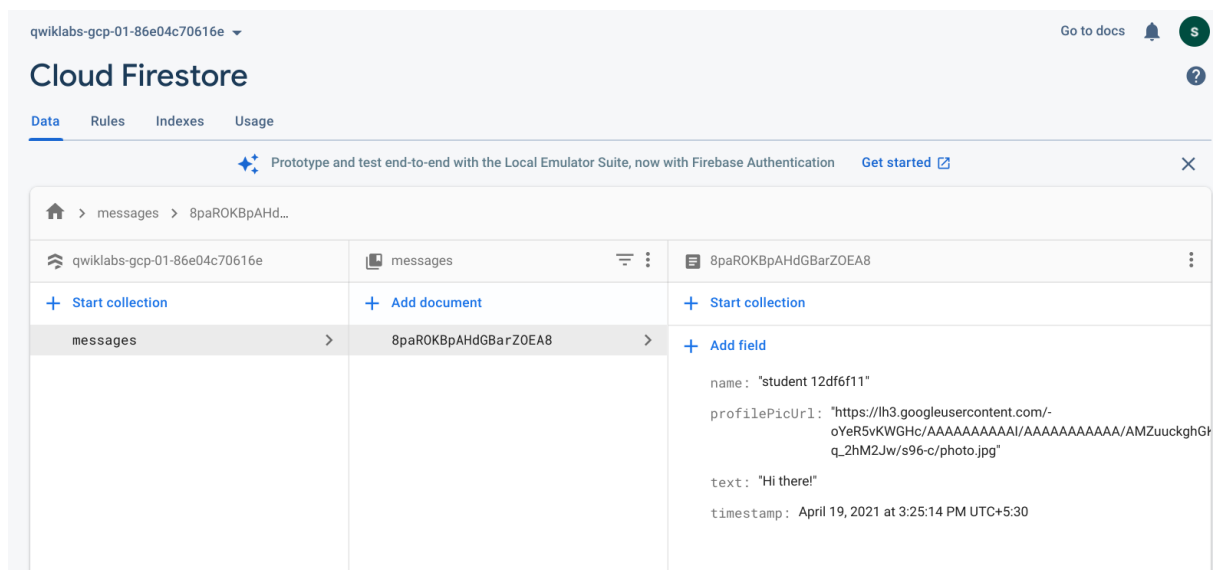 qwiklabs-gcp-01-86e04c70616e
Go to docs
S
Cloud Firestore
?
Data Rules Indexes Usage
Prototype and test end-to-end with the Local Emulator Suite, now with Firebase Authentication Get started
messages > 8paROKBpAHd...
qwiklabs-gcp-01-86e04c70616e
messages
8paROKBpAHdGBarZOEA8
+ Start collection
+ Add document
+ Start collection
messages
8paROKBpAHdGBarZOEA8
+ Add field
name: "student 12df6f11"
profilePicUrl: "https://lh3.googleusercontent.com/-
oYeR5vKWGHc/AAAAAAAAAAI/AAAAAAAAAAA/AMZuuckghGK
q_2hM2Jw/s96-c/photo.jpg"
text: "Hi there!"
timestamp: April 19, 2021 at 3:25:14 PM UTC+5:30